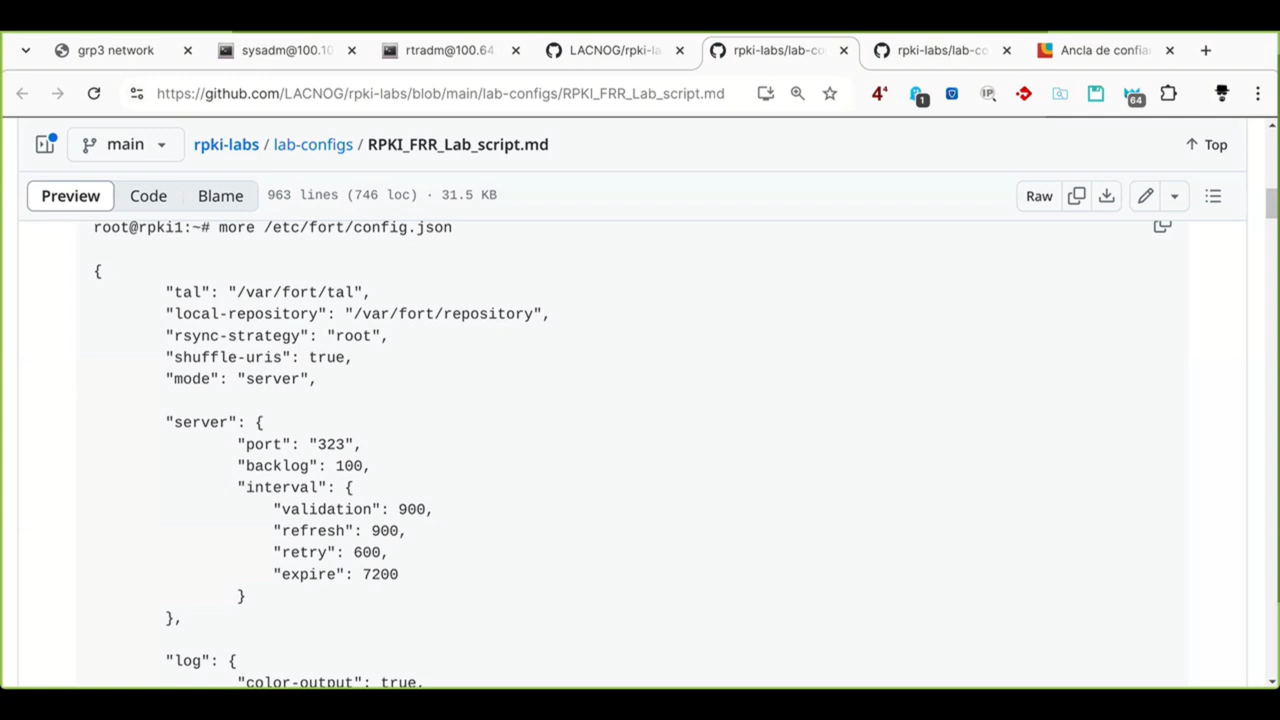 grp3 network
sysadm@100.10
rtradm@100.64
LACNOG/rpki-la
rpki-labs/lab-co
rpki-labs/lab-co
Ancla de confia
https://github.com/LACNOG/rpki-labs/blob/main/lab-configs/RPKI_FRR_Lab_script.md
4⁴
1
IP
64
main
rpki-labs / lab-configs / RPKI_FRR_Lab_script.md
Top
Preview
Code
Blame
963 lines (746 loc) · 31.5 KB
Raw
root@rpki1:~# more /etc/fort/config.json
{
"tal": "/var/fort/tal",
"local-repository": "/var/fort/repository",
"rsync-strategy": "root",
"shuffle-uris": true,
"mode": "server",
"server": {
"port": "323",
"backlog": 100,
"interval": {
"validation": 900,
"refresh": 900,
"retry": 600,
"expire": 7200
}
},
"log": {
"color-output": true,